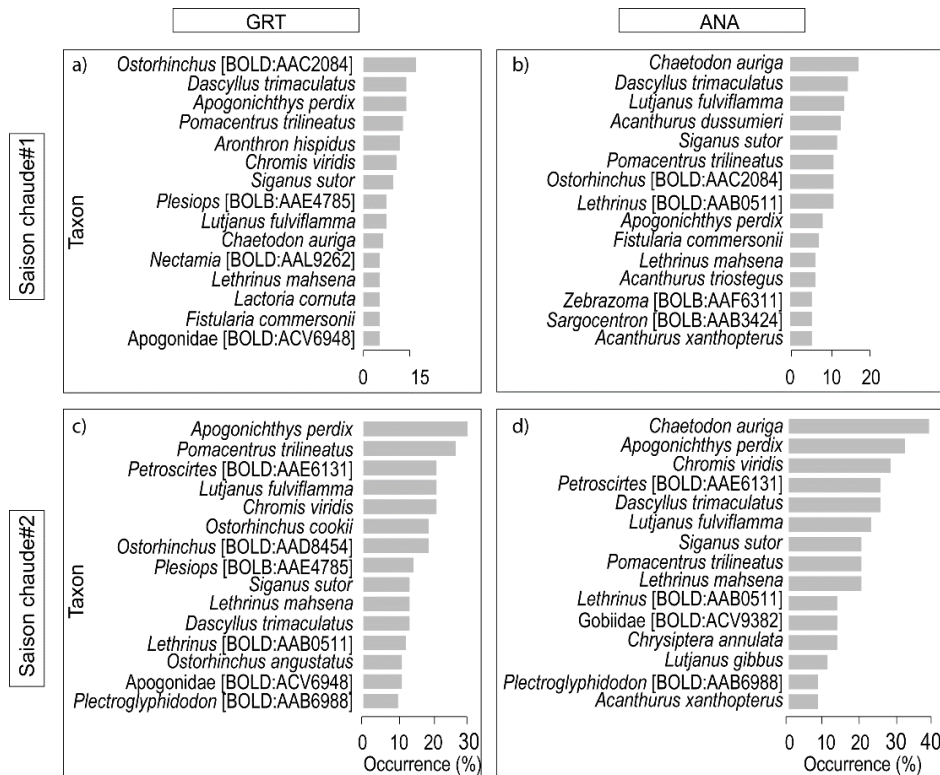 GRT
ANA
Saison chaude#1
a)
Taxon
Ostorhinchus [BOLD:AAC2084]
Dascyllus trimaculatus
Apogonichthys perdix
Pomacentrus trilineatus
Aronthron hispidus
Chromis viridis
Siganus sutor
Plesiops [BOLB:AAE4785]
Lutjanus fulviflamma
Chaetodon auriga
Nectamia [BOLD:AAL9262]
Lethrinus mahsena
Lactoria cornuta
Fistularia commersonii
Apogonidae [BOLD:ACV6948]
0 15
b)
Chaetodon auriga
Dascyllus trimaculatus
Lutjanus fulviflamma
Acanthurus dussumieri
Siganus sutor
Pomacentrus trilineatus
Ostorhinchus [BOLD:AAC2084]
Lethrinus [BOLD:AAB0511]
Apogonichthys perdix
Fistularia commersonii
Lethrinus mahsena
Acanthurus triostegus
Zebrazoma [BOLB:AAF6311]
Sargocentron [BOLB:AAB3424]
Acanthurus xanthopterus
0 10 20
Saison chaude#2
c)
Taxon
Apogonichthys perdix
Pomacentrus trilineatus
Petroscirtes [BOLD:AAE6131]
Lutjanus fulviflamma
Chromis viridis
Ostorhinchus cookii
Ostorhinchus [BOLD:AAD8454]
Plesiops [BOLB:AAE4785]
Siganus sutor
Lethrinus mahsena
Dascyllus trimaculatus
Lethrinus [BOLD:AAB0511]
Ostorhinchus angustatus
Apogonidae [BOLD:ACV6948]
Plectroglyphidodon [BOLD:AAB6988]
0 10 20 30
Occurrence (%)
d)
Chaetodon auriga
Apogonichthys perdix
Chromis viridis
Petroscirtes [BOLD:AAE6131]
Dascyllus trimaculatus
Lutjanus fulviflamma
Siganus sutor
Pomacentrus trilineatus
Lethrinus mahsena
Lethrinus [BOLD:AAB0511]
Gobiidae [BOLD:ACV9382]
Chrysiptera annulata
Lutjanus gibbus
Plectroglyphidodon [BOLD:AAB6988]
Acanthurus xanthopterus
0 10 20 30 40
Occurrence (%)